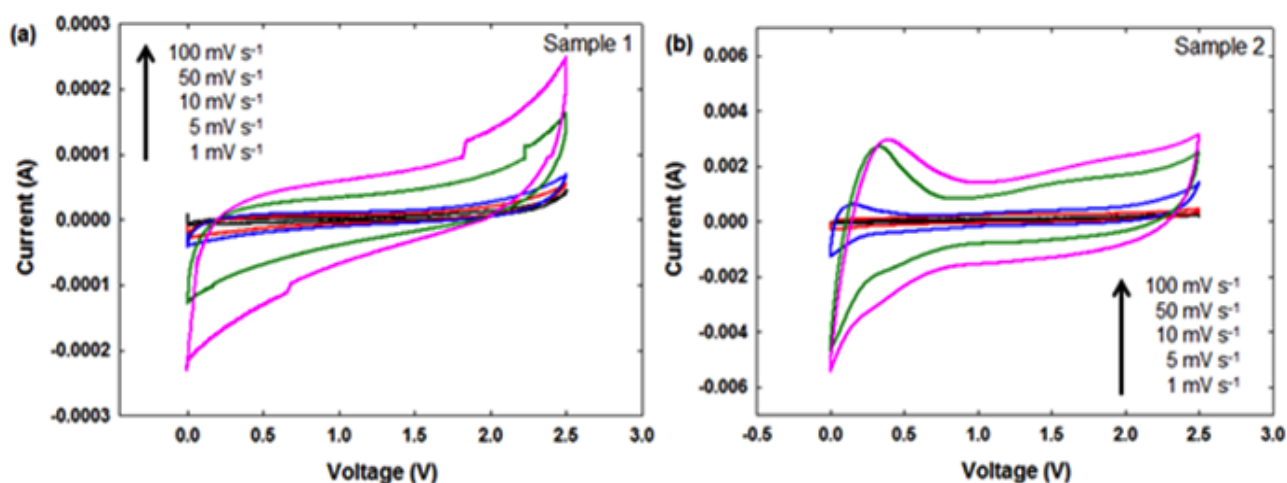 (a)
Sample 1
100 mV s⁻¹
50 mV s⁻¹
10 mV s⁻¹
5 mV s⁻¹
1 mV s⁻¹
0.0003
0.0002
0.0001
0.0000
-0.0001
-0.0002
-0.0003
Current (A)
0.0 0.5 1.0 1.5 2.0 2.5 3.0
Voltage (V)
(b)
Sample 2
0.006
0.004
0.002
0.000
-0.002
-0.004
-0.006
Current (A)
100 mV s⁻¹
50 mV s⁻¹
10 mV s⁻¹
5 mV s⁻¹
1 mV s⁻¹
-0.5 0.0 0.5 1.0 1.5 2.0 2.5 3.0
Voltage (V)